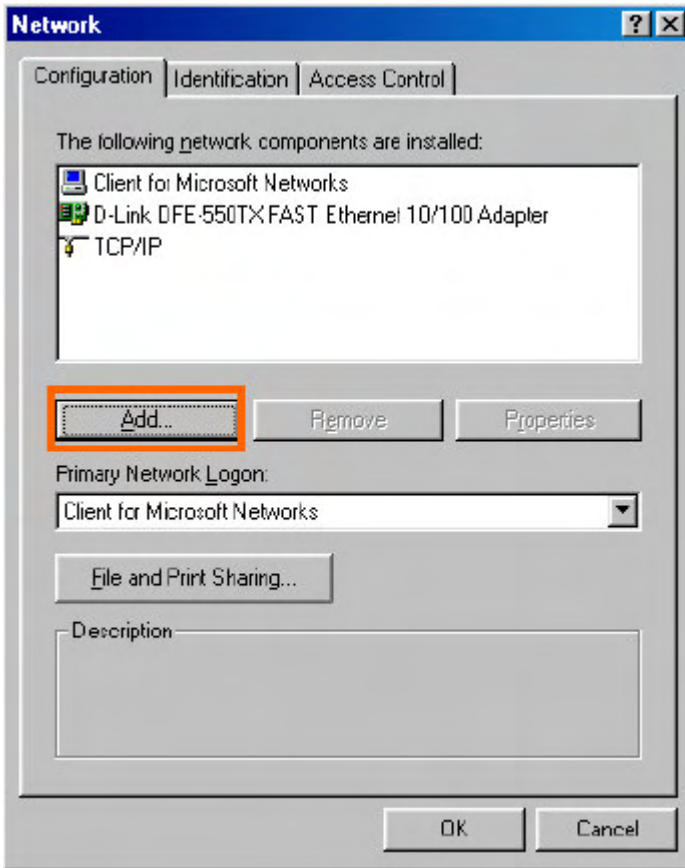 Network
Configuration Identification Access Control
The following network components are installed:
Client for Microsoft Networks
D-Link DFE-550TX FAST Ethernet 10/100 Adapter
TCP/IP
Add... Remove Properties
Primary Network Logon:
Client for Microsoft Networks
File and Print Sharing...
Description
OK Cancel